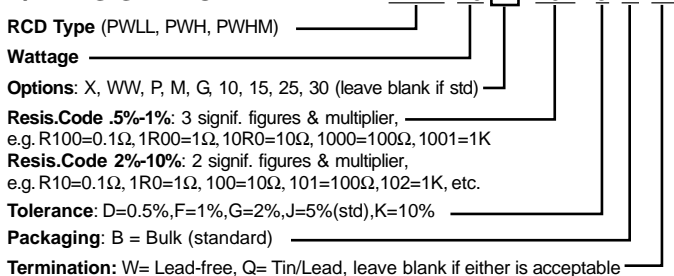 RCD Type (PWLL, PWH, PWHM)
Wattage
Options: X, WW, P, M, G, 10, 15, 25, 30 (leave blank if std)
Resis.Code .5%-1%: 3 signif. figures & multiplier,
e.g. R100=0.1Ω, 1R00=1Ω, 10R0=10Ω, 1000=100Ω, 1001=1K
Resis.Code 2%-10%: 2 signif. figures & multiplier,
e.g. R10=0.1Ω, 1R0=1Ω, 100=10Ω, 101=100Ω,102=1K, etc.
Tolerance: D=0.5%,F=1%,G=2%,J=5%(std),K=10%
Packaging: B = Bulk (standard)
Termination: W= Lead-free, Q= Tin/Lead, leave blank if either is acceptable